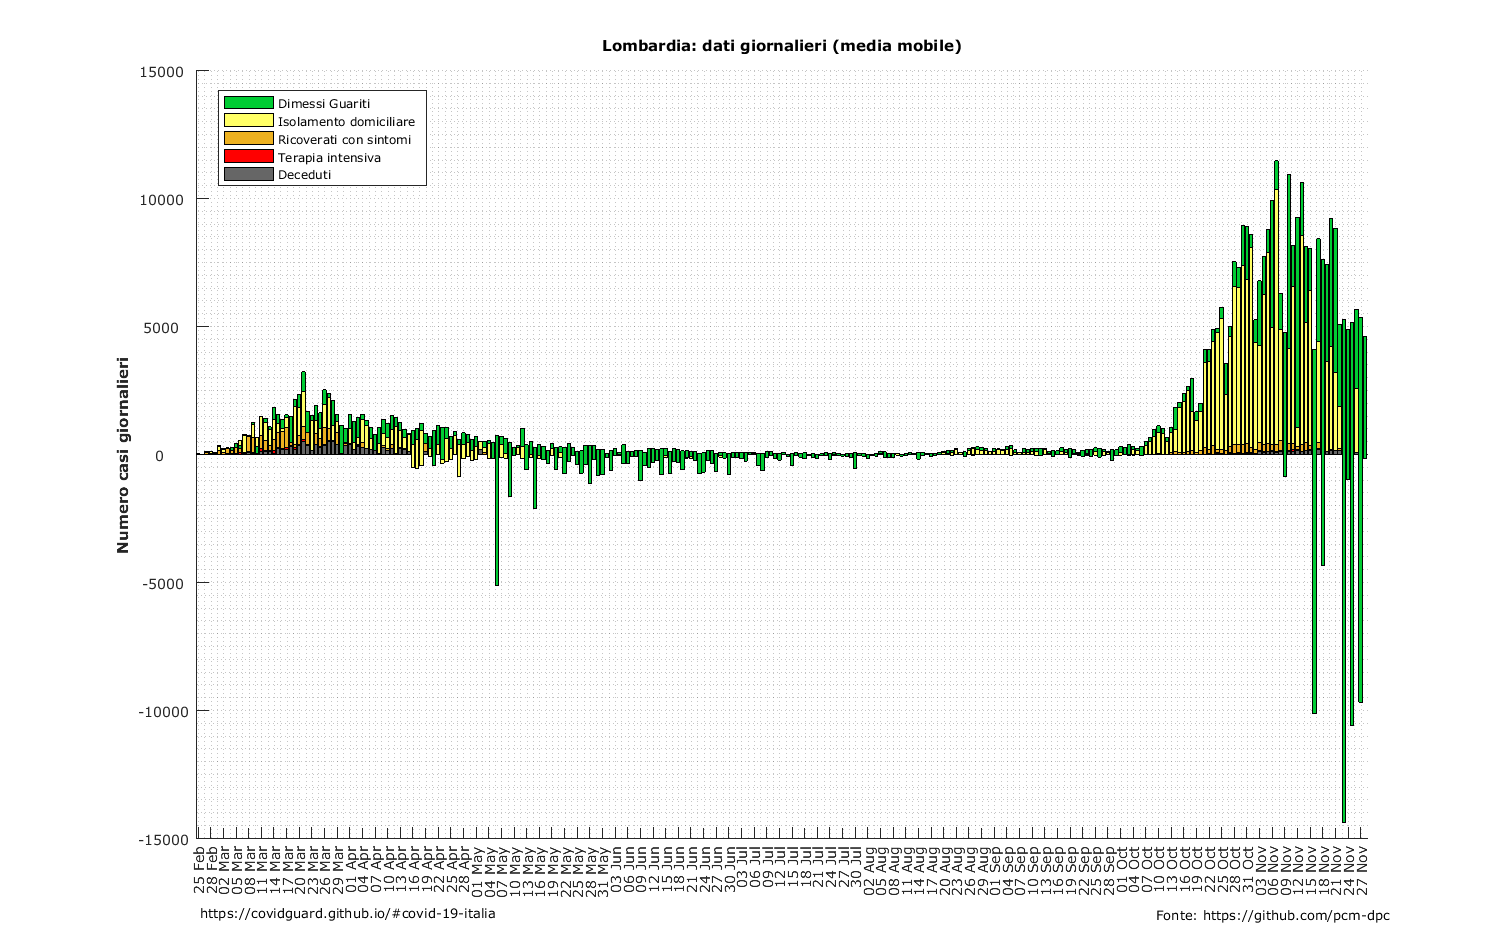 Lombardia: dati giornalieri (media mobile)
15000
10000
5000
0
-5000
-10000
-15000
Numero casi giornalieri
Dimessi Guariti
Isolamento domiciliare
Ricoverati con sintomi
Terapia intensiva
Deceduti
25 Feb
28 Feb
02 Mar
05 Mar
08 Mar
11 Mar
14 Mar
17 Mar
20 Mar
23 Mar
26 Mar
29 Mar
01 Apr
04 Apr
07 Apr
10 Apr
13 Apr
16 Apr
19 Apr
22 Apr
25 Apr
28 Apr
01 May
04 May
07 May
10 May
13 May
16 May
19 May
22 May
25 May
28 May
31 May
03 Jun
06 Jun
09 Jun
12 Jun
15 Jun
18 Jun
21 Jun
24 Jun
27 Jun
30 Jun
03 Jul
06 Jul
09 Jul
12 Jul
15 Jul
18 Jul
21 Jul
24 Jul
27 Jul
30 Jul
02 Aug
05 Aug
08 Aug
11 Aug
14 Aug
17 Aug
20 Aug
23 Aug
26 Aug
29 Aug
01 Sep
04 Sep
07 Sep
10 Sep
13 Sep
16 Sep
19 Sep
22 Sep
25 Sep
28 Sep
01 Oct
04 Oct
07 Oct
10 Oct
13 Oct
16 Oct
19 Oct
22 Oct
25 Oct
28 Oct
31 Oct
03 Nov
06 Nov
09 Nov
12 Nov
15 Nov
18 Nov
21 Nov
24 Nov
27 Nov
https://covidguard.github.io/#covid-19-italia
Fonte: https://github.com/pcm-dpc